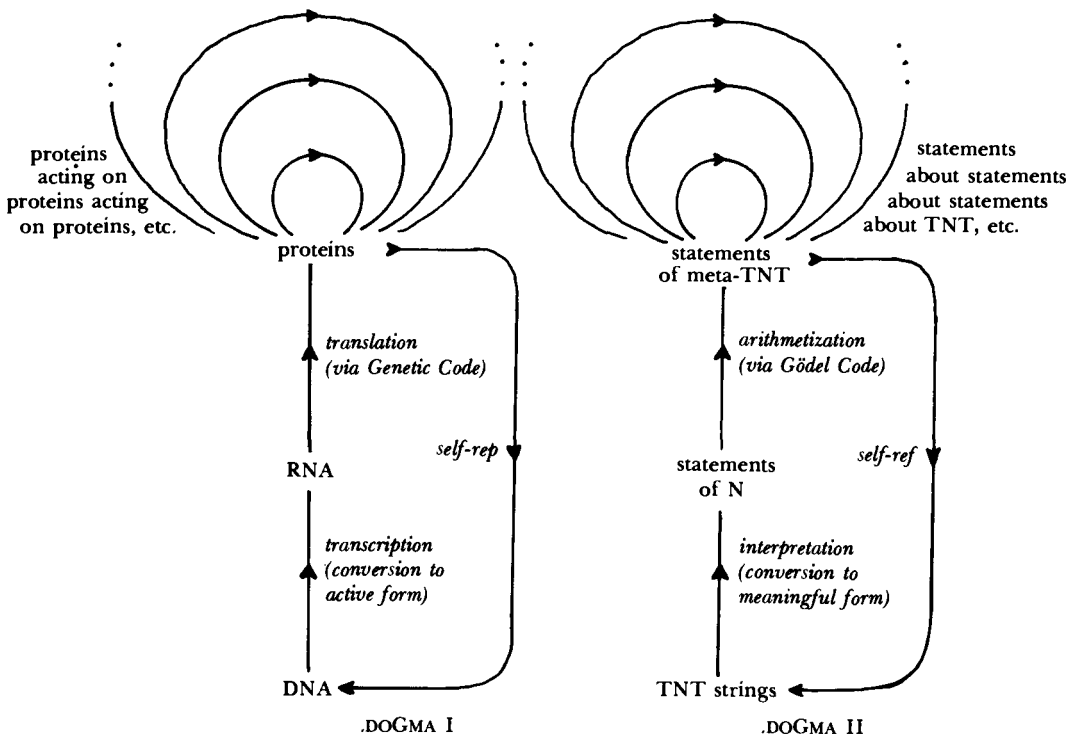 proteins
acting on
proteins acting
on proteins, etc.
proteins
translation
(via Genetic Code)
self-rep
RNA
transcription
(conversion to
active form)
DNA
.DOGMA I
statements
about statements
about statements
about TNT, etc.
statements
of meta-TNT
arithmetization
(via Gödel Code)
self-ref
statements
of N
interpretation
(conversion to
meaningful form)
TNT strings
.DOGMA II